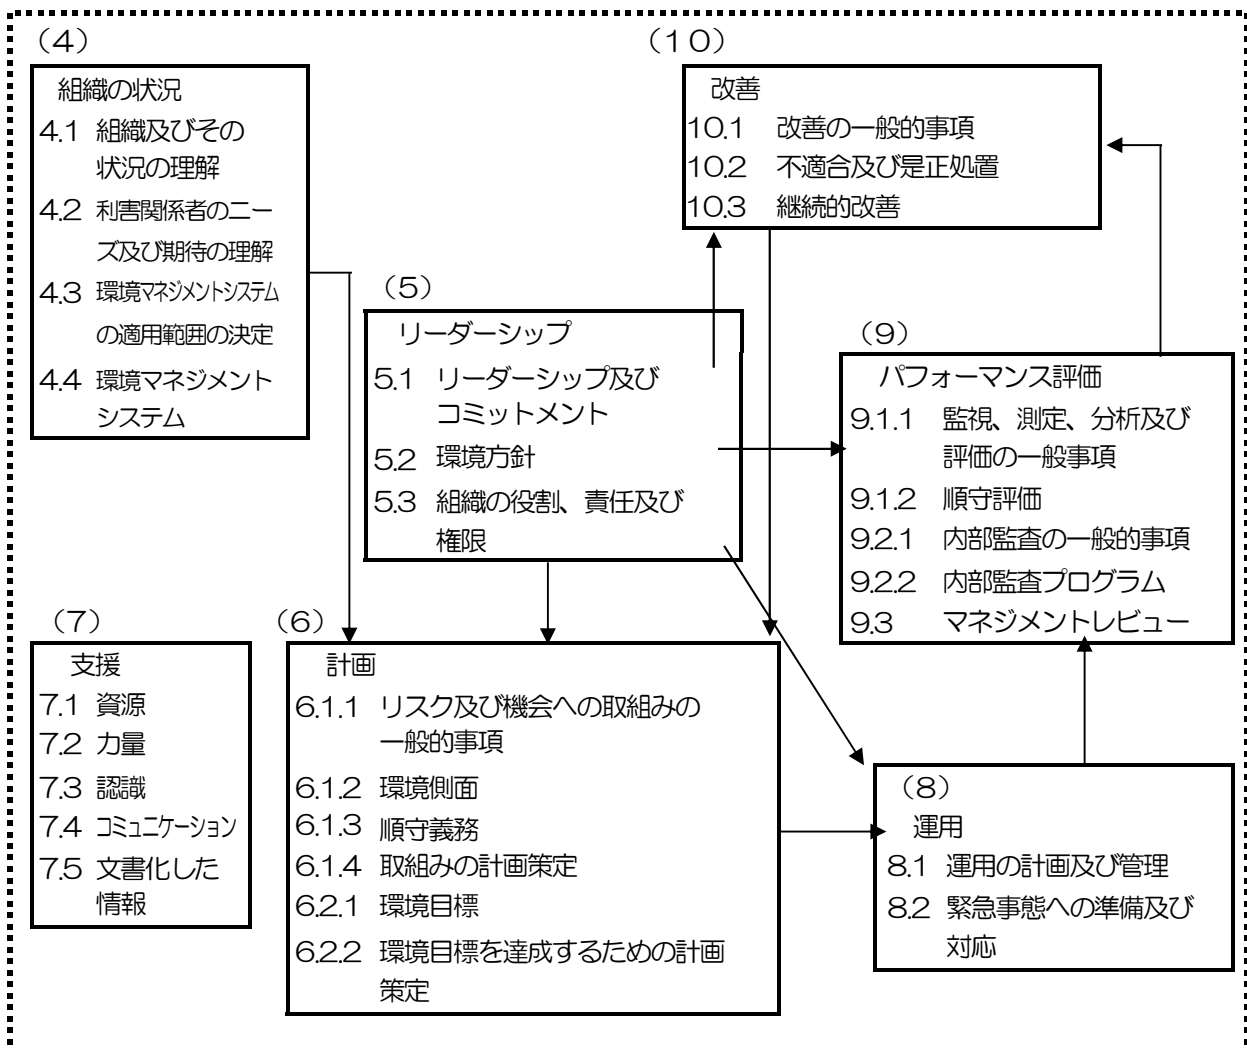 （4）
組織の状況
4.1 組織及びその
状況の理解
4.2 利害関係者のニー
ズ及び期待の理解
4.3 環境マネジメントシステム
の適用範囲の決定
4.4 環境マネジメント
システム
（10）
改善
10.1 改善の一般的事項
10.2 不適合及び是正処置
10.3 継続的改善
（5）
リーダーシップ
5.1 リーダーシップ及び
コミットメント
5.2 環境方針
5.3 組織の役割、責任及び
権限
（9）
パフォーマンス評価
9.1.1 監視、測定、分析及び
評価の一般事項
9.1.2 順守評価
9.2.1 内部監査の一般的事項
9.2.2 内部監査プログラム
9.3 マネジメントレビュー
（7）
支援
7.1 資源
7.2 力量
7.3 認識
7.4 コミュニケーション
7.5 文書化した
情報
（6）
計画
6.1.1 リスク及び機会への取組みの
一般的事項
6.1.2 環境側面
6.1.3 順守義務
6.1.4 取組みの計画策定
6.2.1 環境目標
6.2.2 環境目標を達成するための計画
策定
（8）
運用
8.1 運用の計画及び管理
8.2 緊急事態への準備及び
対応